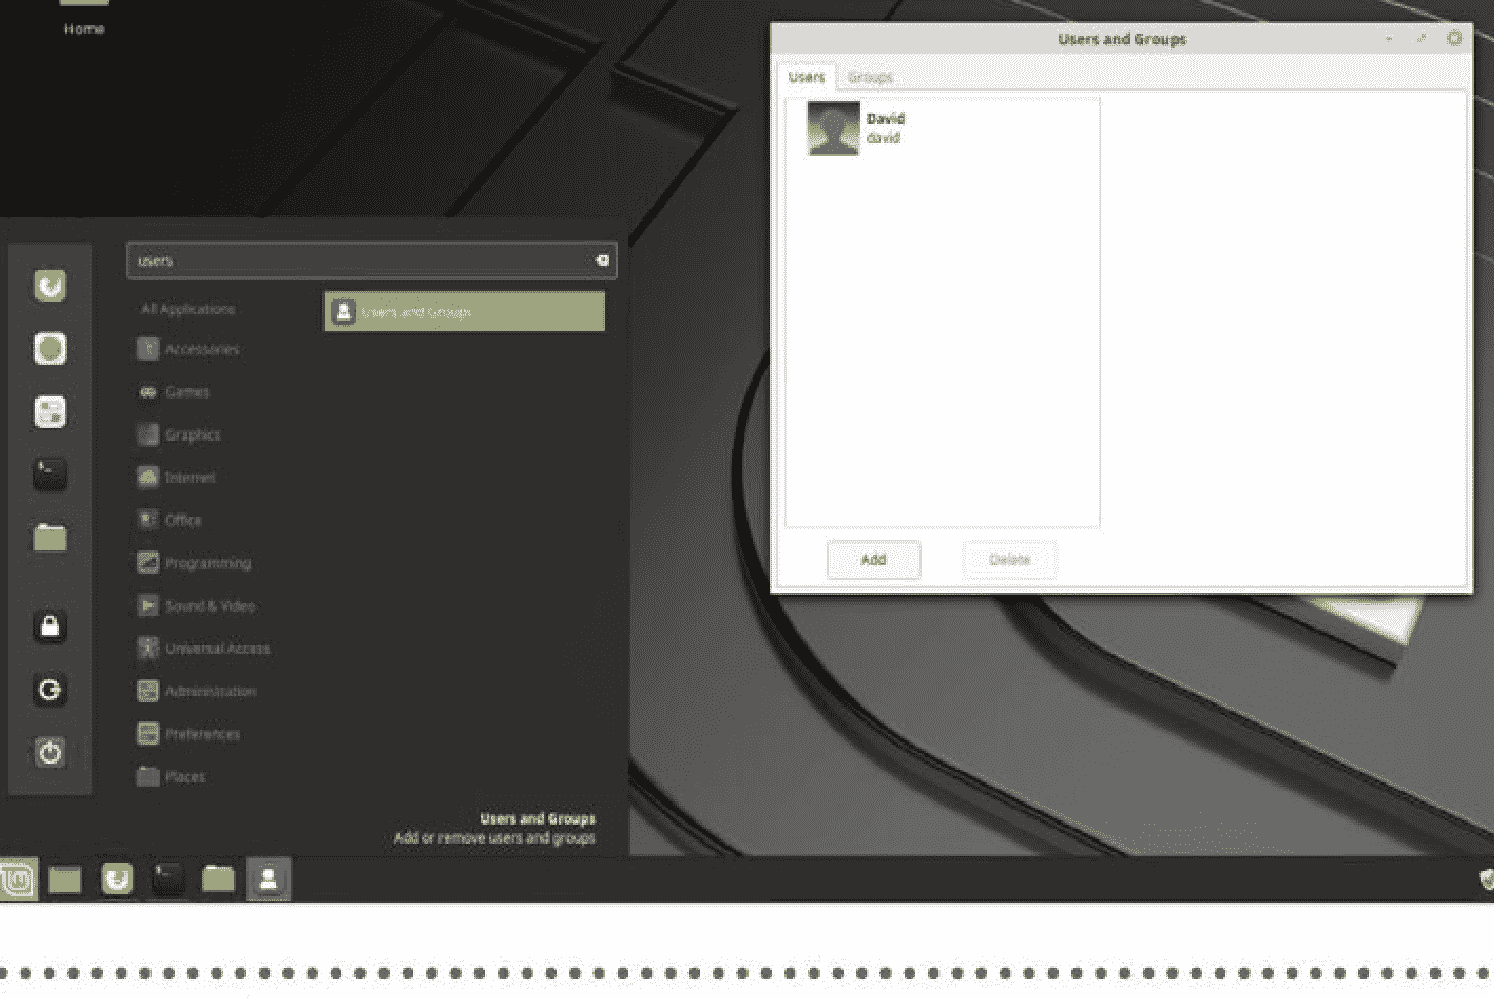 Home
Users and Groups
Users
Groups
David
david
users
All Applications
Users and Groups
Accessories
Games
Graphics
Internet
Office
Programming
Sound & Video
Universal Access
Administration
Preferences
Places
Add
Delete
Users and Groups
Add or remove users and groups